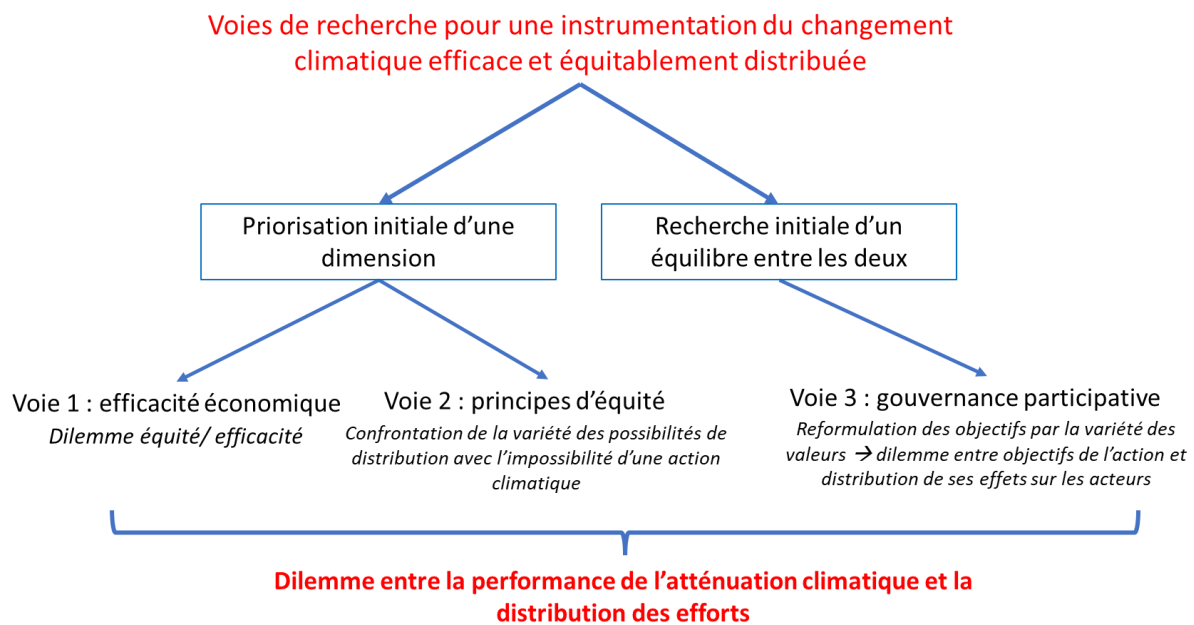 Voies de recherche pour une instrumentation du changement
climatique efficace et équitablement distribuée
Priorisation initiale d’une
dimension
Recherche initiale d’un
équilibre entre les deux
Voie 1 : efficacité économique
Dilemme équité/ efficacité
Voie 2 : principes d’équité
Confrontation de la variété des possibilités de
distribution avec l’impossibilité d’une action
climatique
Voie 3 : gouvernance participative
Reformulation des objectifs par la variété des
valeurs → dilemme entre objectifs de l’action et
distribution de ses effets sur les acteurs
Dilemme entre la performance de l’atténuation climatique et la
distribution des efforts